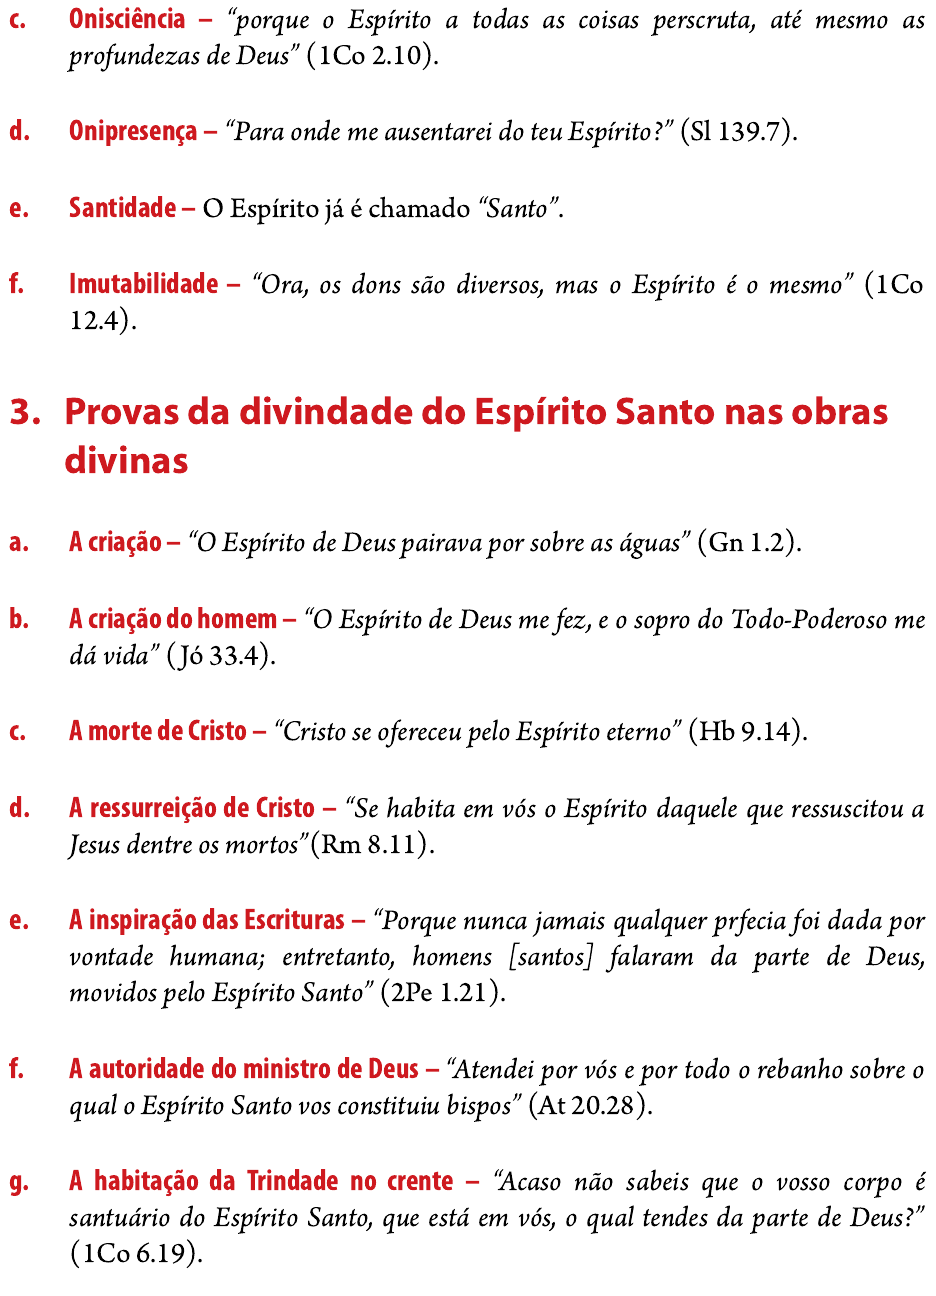 c. Onisciência – “porque o Espírito a todas as coisas perscruta, até mesmo as
profundezas de Deus” (1Co 2.10).
d. Onipresença – “Para onde me ausentarei do teu Espírito?” (Sl 139.7).
e. Santidade – O Espírito já é chamado “Santo”.
f. Imutabilidade – “Ora, os dons são diversos, mas o Espírito é o mesmo” (1Co
12.4).
3. Provas da divindade do Espírito Santo nas obras
divinas
a. A criação – “O Espírito de Deus pairava por sobre as águas” (Gn 1.2).
b. A criação do homem – “O Espírito de Deus me fez, e o sopro do Todo-Poderoso me
dá vida” (Jó 33.4).
c. A morte de Cristo – “Cristo se ofereceu pelo Espírito eterno” (Hb 9.14).
d. A ressurreição de Cristo – “Se habita em vós o Espírito daquele que ressuscitou a
Jesus dentre os mortos”(Rm 8.11).
e. A inspiração das Escrituras – “Porque nunca jamais qualquer prfecia foi dada por
vontade humana; entretanto, homens [santos] falaram da parte de Deus,
movidos pelo Espírito Santo” (2Pe 1.21).
f. A autoridade do ministro de Deus – “Atendei por vós e por todo o rebanho sobre o
qual o Espírito Santo vos constituiu bispos” (At 20.28).
g. A habitação da Trindade no crente – “Acaso não sabeis que o vosso corpo é
santuário do Espírito Santo, que está em vós, o qual tendes da parte de Deus?”
(1Co 6.19).